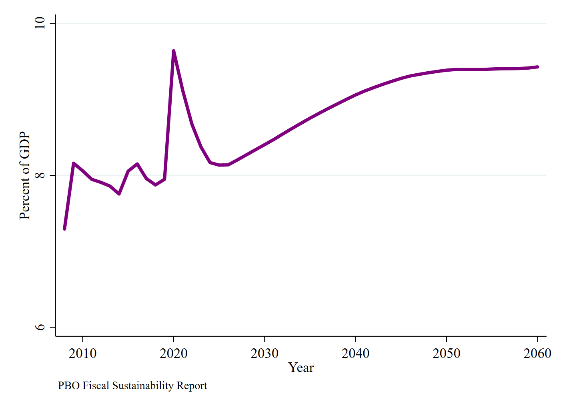 10
8
6
Percent of GDP
2010 2020 2030 2040 2050 2060
Year
PBO Fiscal Sustainability Report